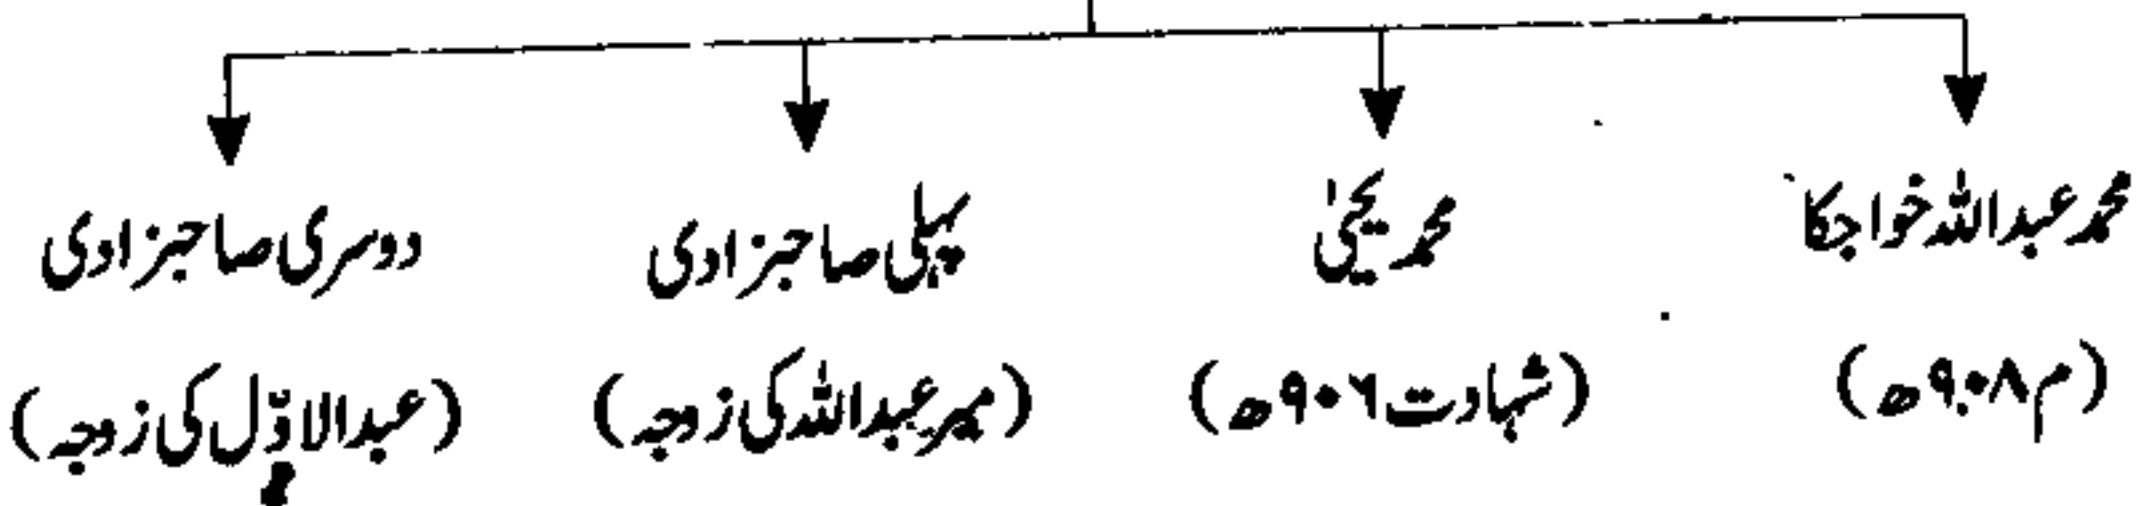 محمد عبداللہ خواجکا محمد یحییٰ پہلی صاحبزادی دوسری صاحبزادی
(م ۹۰۸ھ) (شہادت ۹۰۶ھ) (میر عبداللہ کی زوجہ) (عبدالاوّل کی زوجہ)